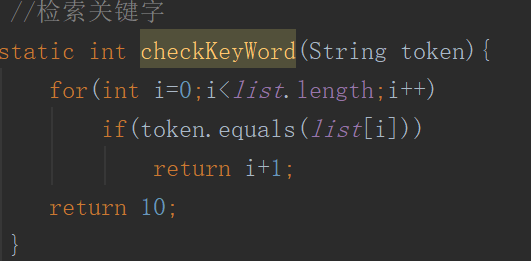 //检索关键字
static int checkKeyWord(String token){
for(int i=0;i<list.length;i++)
if(token.equals(list[i]))
return i+1;
return 10;
}